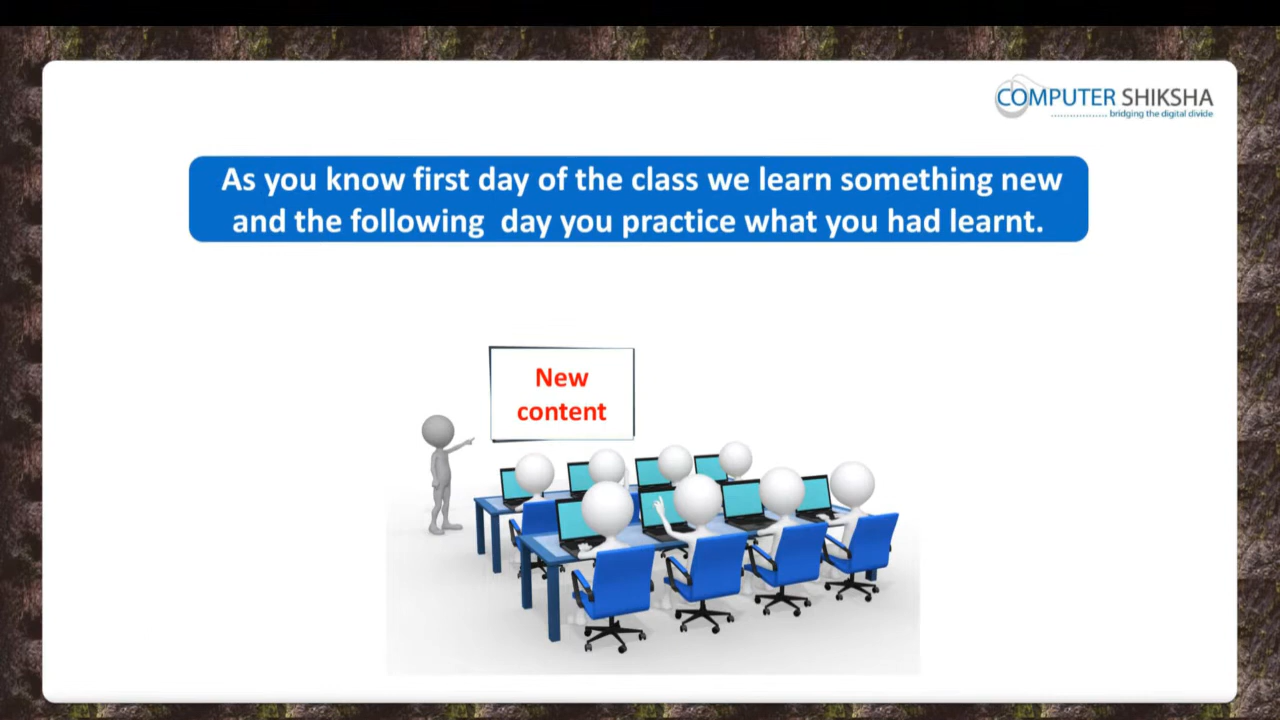 COMPUTER SHIKSHA
bridging the digital divide
As you know first day of the class we learn something new
and the following day you practice what you had learnt.
New
content